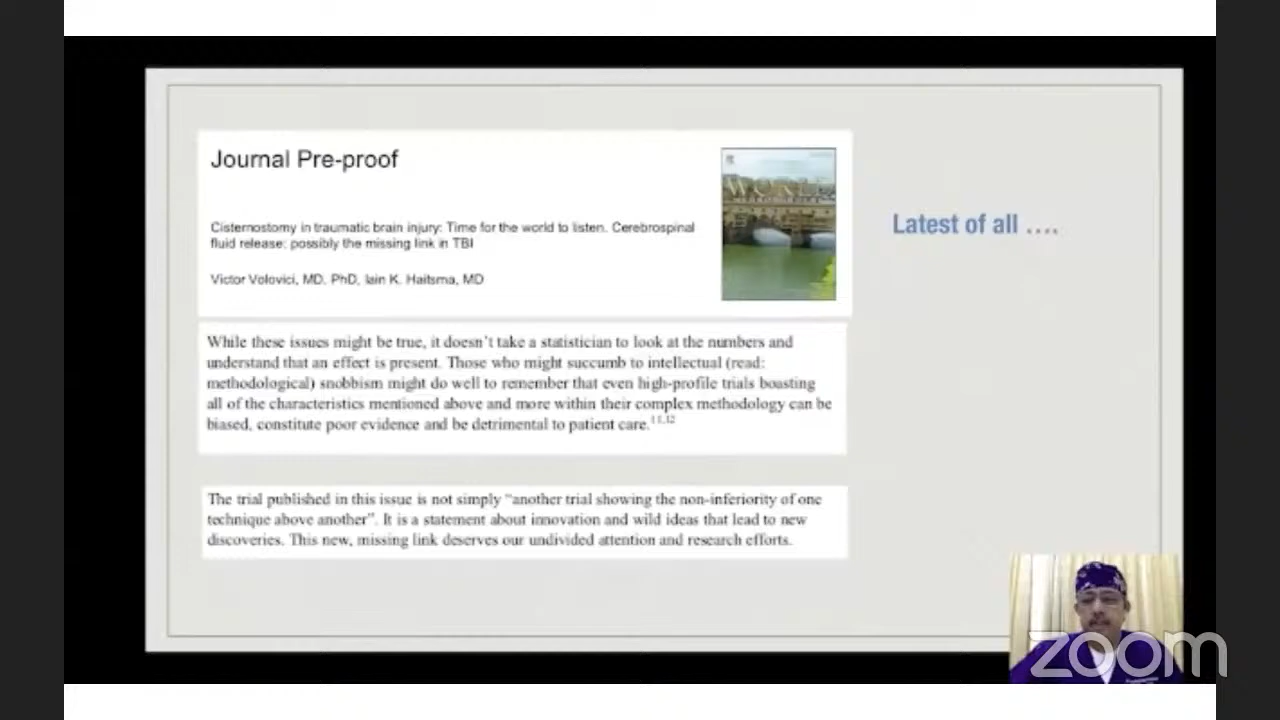 Journal Pre-proof
Cisternostomy in traumatic brain injury: Time for the world to listen. Cerebrospinal
fluid release; possibly the missing link in TBI
Victor Volovici, MD, PhD, Iain K. Haitsma, MD
Latest of all ....
While these issues might be true, it doesn't take a statistician to look at the numbers and
understand that an effect is present. Those who might succumb to intellectual (read:
methodological) snobbism might do well to remember that even high-profile trials boasting
all of the characteristics mentioned above and more within their complex methodology can be
biased, constitute poor evidence and be detrimental to patient care.11,12
The trial published in this issue is not simply “another trial showing the non-inferiority of one
technique above another”. It is a statement about innovation and wild ideas that lead to new
discoveries. This new, missing link deserves our undivided attention and research efforts.
zoom